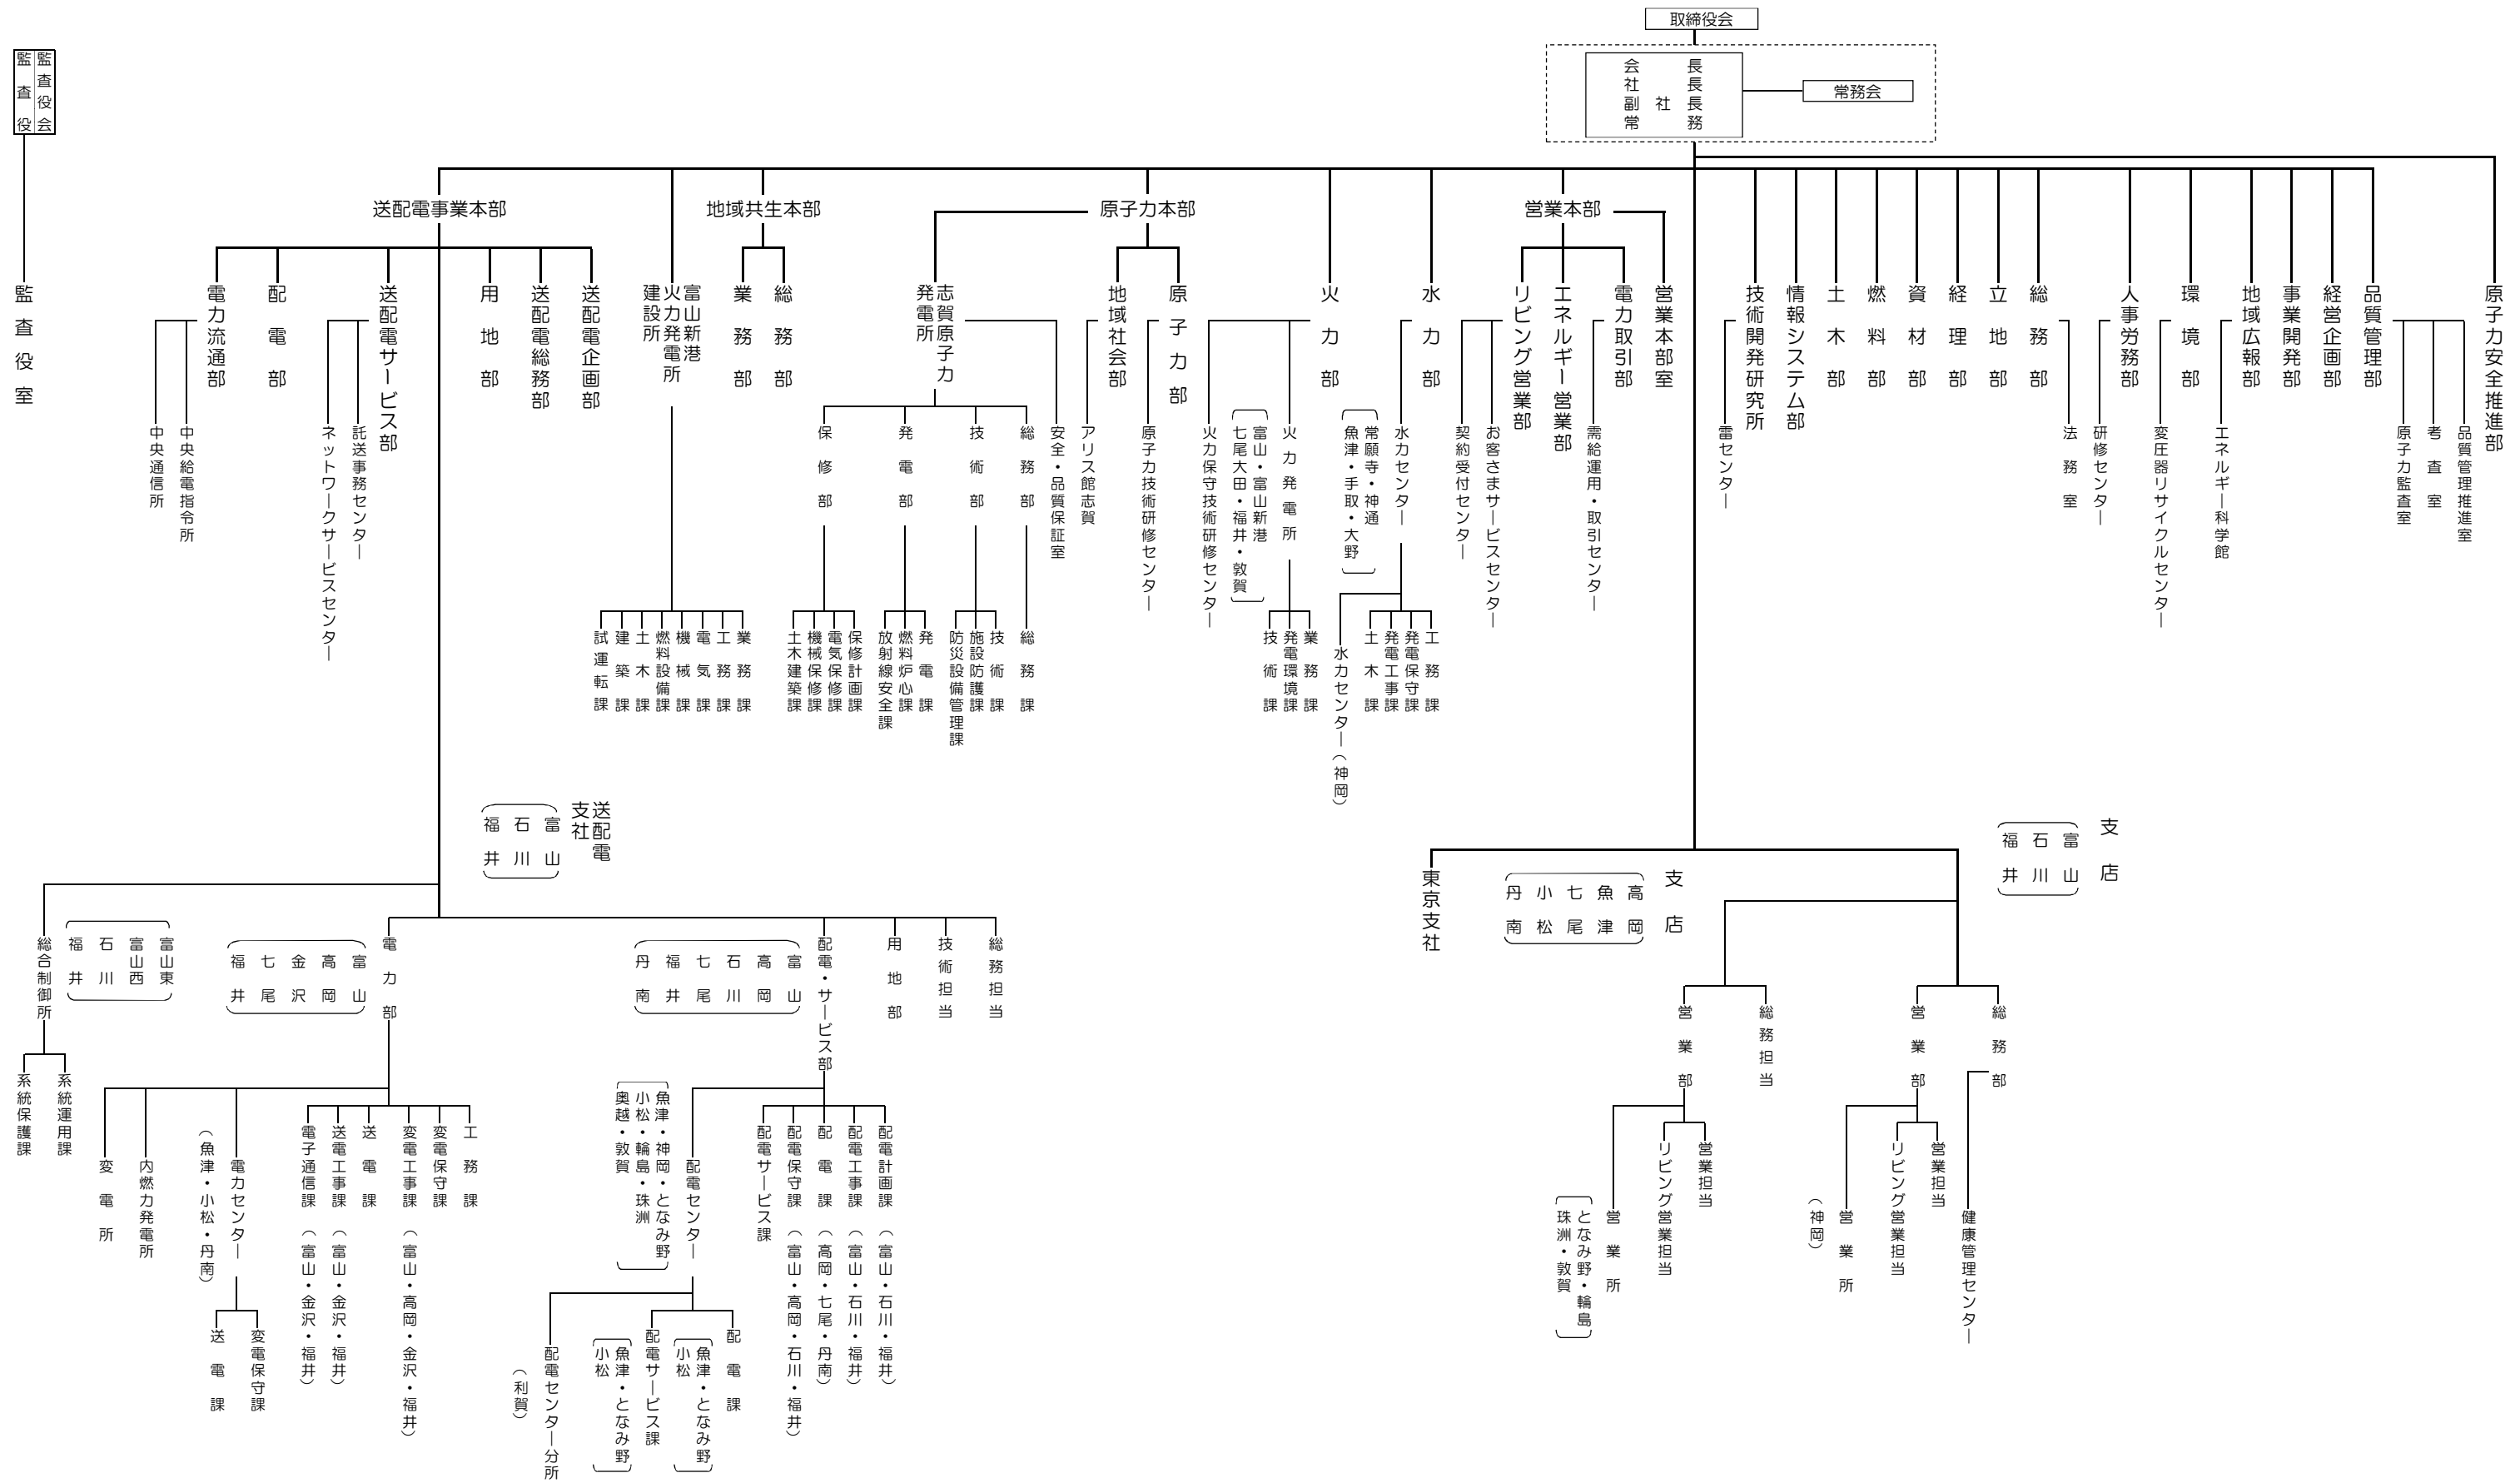 取締役会
会長
社長
副社長
常務
常務会
監査役会
監査役
監査役室
原子力安全推進部
品質管理部
品質管理推進室
考査室
原子力監査室
経営企画部
事業開発部
地域広報部
エネルギー科学館
環境部
変圧器リサイクルセンター
人事労務部
研修センター
総務部
法務室
立地部
経理部
資材部
燃料部
土木部
情報システム部
技術開発研究所
雷センター
営業本部
営業本部室
電力取引部
需給運用・取引センター
エネルギー営業部
リビング営業部
お客さまサービスセンター
契約受付センター
水力部
水力センター
（常願寺・神通
魚津・手取・大野）
工務課
発電保守課
発電工事課
土木課
水力センター（神岡）
火力部
火力発電所
（富山・富山新港
七尾大田・福井・敦賀）
業務課
発電環境課
技術課
火力保守技術研修センター
原子力本部
原子力部
原子力技術研修センター
地域社会部
アリス館志賀
志賀原子力
発電所
安全・品質保証室
総務部
総務課
技術部
技術課
施設防護課
防災設備管理課
発電部
発電課
燃料炉心課
放射線安全課
保修部
保修計画課
電気保修課
機械保修課
土木建築課
地域共生本部
総務部
業務部
富山新港
火力発電所
建設所
業務課
工務課
電気課
機械課
燃料設備課
土木課
建築課
試運転課
送配電事業本部
送配電企画部
送配電総務部
用地部
送配電サービス部
託送事務センター
ネットワークサービスセンター
配電部
電力流通部
中央給電指令所
中央通信所
支店
（富山
石川
福井）
総務部
健康管理センター
営業部
営業担当
リビング営業担当
営業所
（神岡）
支店
（高岡
魚津
七尾
小松
丹南）
総務担当
営業部
営業担当
リビング営業担当
営業所
（となみ野・輪島
珠洲・敦賀）
東京支社
送配電
支社
（富山
石川
福井）
総務担当
技術担当
用地部
配電・サービス部
（富山
高岡
石川
七尾
福井
丹南）
配電計画課（富山・石川・福井）
配電工事課（富山・石川・福井）
配電課（高岡・七尾・丹南）
配電保守課（富山・高岡・石川・福井）
配電サービス課
配電センター
（魚津・神岡・となみ野
小松・輪島・珠洲
奥越・敦賀）
配電課
（魚津・となみ野
小松）
配電サービス課
（魚津・となみ野
小松）
配電センター分所
（利賀）
電力部
（富山
高岡
金沢
七尾
福井）
工務課
変電保守課
変電工事課（富山・高岡・金沢・福井）
送電課
送電工事課（富山・金沢・福井）
電子通信課（富山・金沢・福井）
電力センター
（魚津・小松・丹南）
変電保守課
送電課
内燃力発電所
変電所
総合制御所
（富山東
富山西
石川
福井）
系統運用課
系統保護課